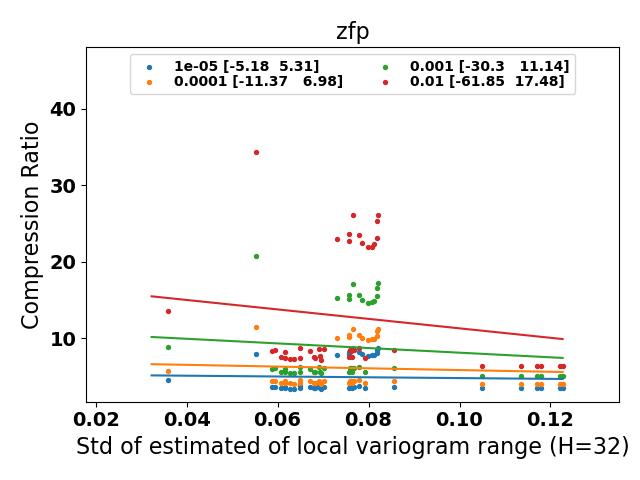 zfp
1e-05 [-5.18 5.31]
0.0001 [-11.37 6.98]
0.001 [-30.3 11.14]
0.01 [-61.85 17.48]
Compression Ratio
40
30
20
10
0.02 0.04 0.06 0.08 0.10 0.12
Std of estimated of local variogram range (H=32)